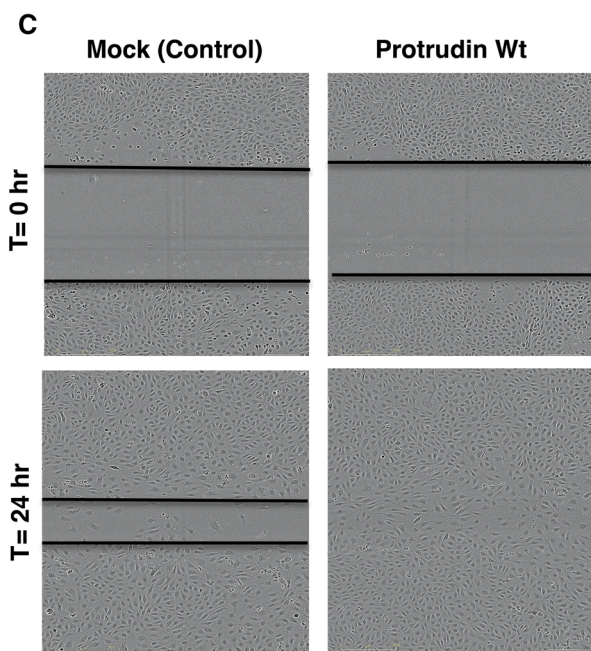 C
Mock (Control)
Protrudin Wt
T= 0 hr
T= 24 hr